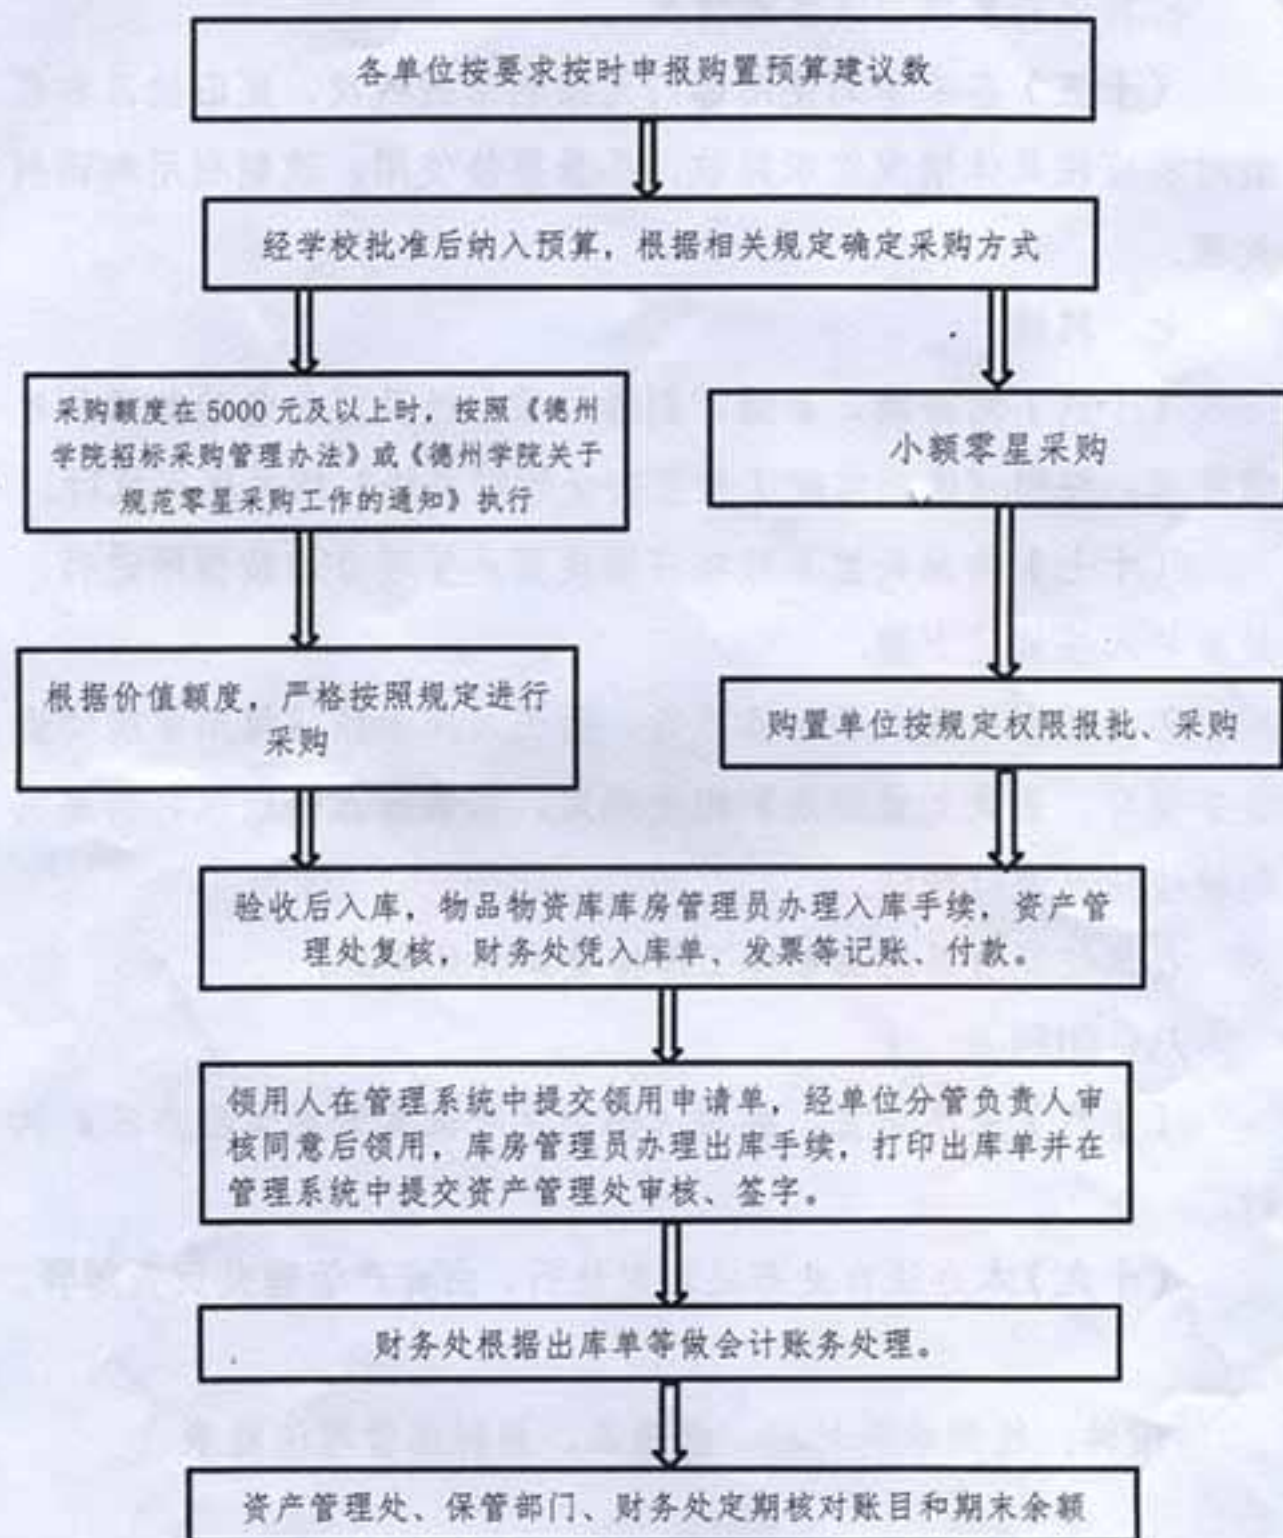 各单位按要求按时申报购置预算建议数
经学校批准后纳入预算，根据相关规定确定采购方式
采购额度在 5000 元及以上时，按照《德州
学院招标采购管理办法》或《德州学院关于
规范零星采购工作的通知》执行
小额零星采购
根据价值额度，严格按照规定进行
采购
购置单位按规定权限报批、采购
验收后入库，物品物资库库房管理员办理入库手续，资产管
理处复核，财务处凭入库单、发票等记账、付款。
领用人在管理系统中提交领用申请单，经单位分管负责人审
核同意后领用，库房管理员办理出库手续，打印出库单并在
管理系统中提交资产管理处审核、签字。
财务处根据出库单等做会计账务处理。
资产管理处、保管部门、财务处定期核对账目和期末余额